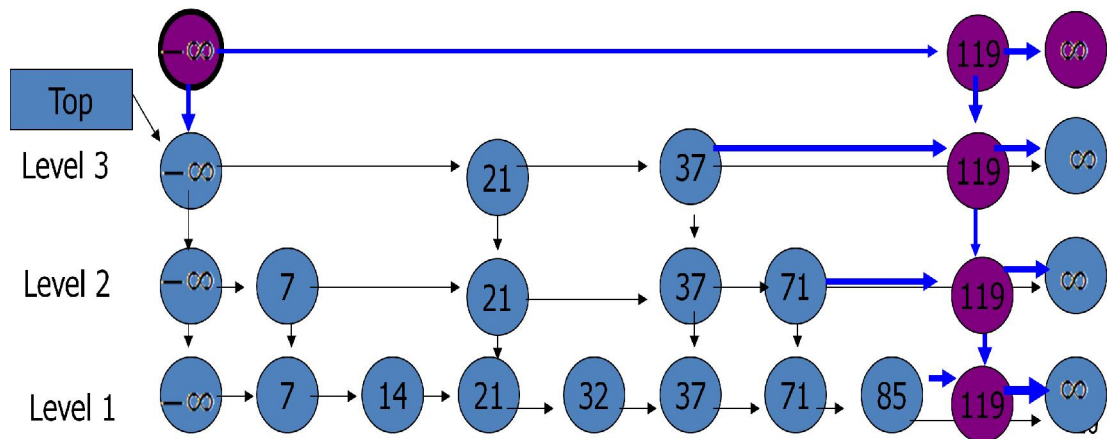 −∞ 119 ∞
Top
Level 3 −∞ 21 37 119 ∞
Level 2 −∞ 7 21 37 71 119 ∞
Level 1 −∞ 7 14 21 32 37 71 85 119 ∞